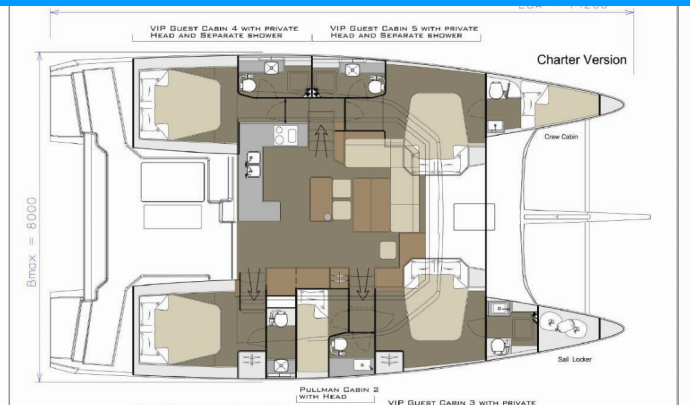 VIP GUEST CABIN 4 WITH PRIVATE
HEAD AND SEPARATE SHOWER
VIP GUEST CABIN 5 WITH PRIVATE
HEAD AND SEPARATE SHOWER
Charter Version
Crew Cabin
Bmax = 8000
Sail Locker
PULLMAN CABIN 2
WITH HEAD
VIP GUEST CABIN 3 WITH PRIVATE